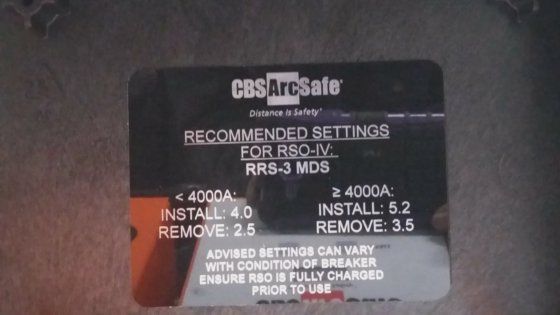 CBSArcSafe®
Distance Is Safety®
RECOMMENDED SETTINGS
FOR RSO-IV:
RRS-3 MDS
< 4000A:
INSTALL: 4.0
REMOVE: 2.5
≥ 4000A:
INSTALL: 5.2
REMOVE: 3.5
ADVISED SETTINGS CAN VARY
WITH CONDITION OF BREAKER
ENSURE RSO IS FULLY CHARGED
PRIOR TO USE